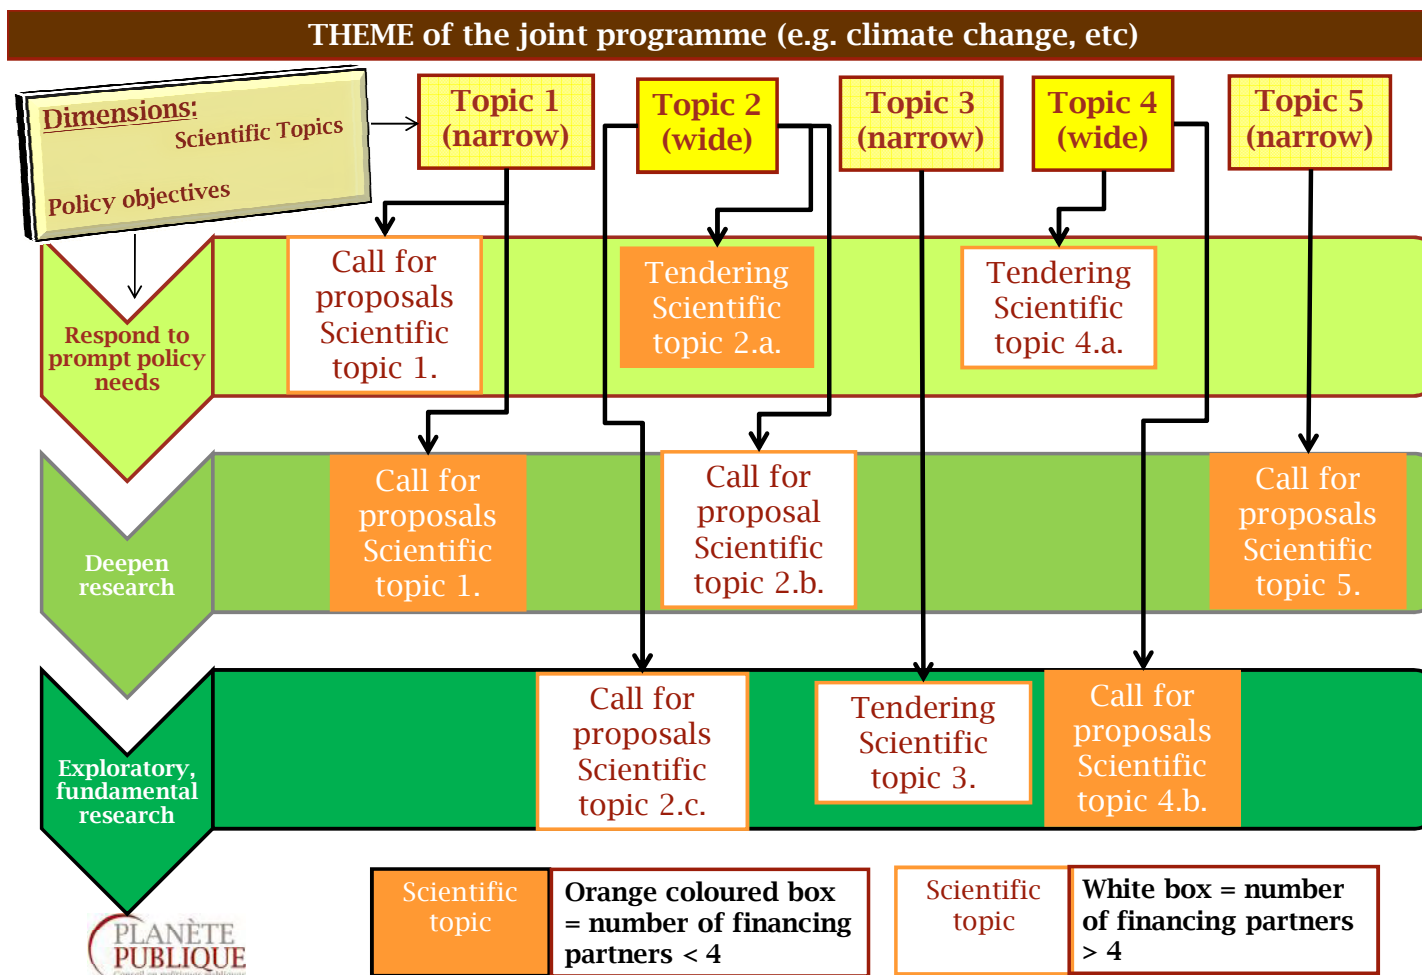 THEME of the joint programme (e.g. climate change, etc)
Dimensions:
Scientific Topics
Policy objectives
Topic 1
(narrow)
Topic 2
(wide)
Topic 3
(narrow)
Topic 4
(wide)
Topic 5
(narrow)
Respond to
prompt policy
needs
Call for
proposals
Scientific
topic 1.
Tendering
Scientific
topic 2.a.
Tendering
Scientific
topic 4.a.
Deepen
research
Call for
proposals
Scientific
topic 1.
Call for
proposal
Scientific
topic 2.b.
Call for
proposals
Scientific
topic 5.
Exploratory,
fundamental
research
Call for
proposals
Scientific
topic 2.c.
Tendering
Scientific
topic 3.
Call for
proposals
Scientific
topic 4.b.
Scientific
topic
Orange coloured box
= number of financing
partners < 4
Scientific
topic
White box = number
of financing partners
> 4
PLANÈTE
PUBLIQUE
Conseil en politiques publiques